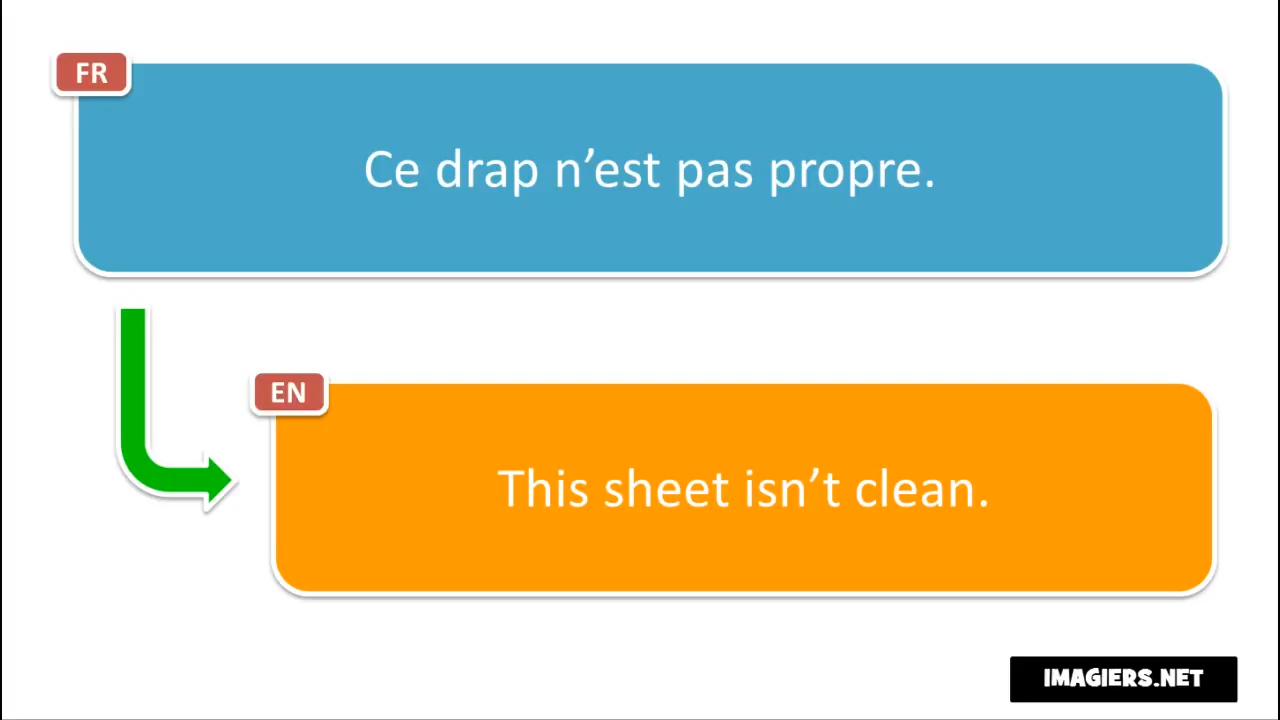 FR
Ce drap n’est pas propre.
EN
This sheet isn’t clean.
IMAGIERS.NET